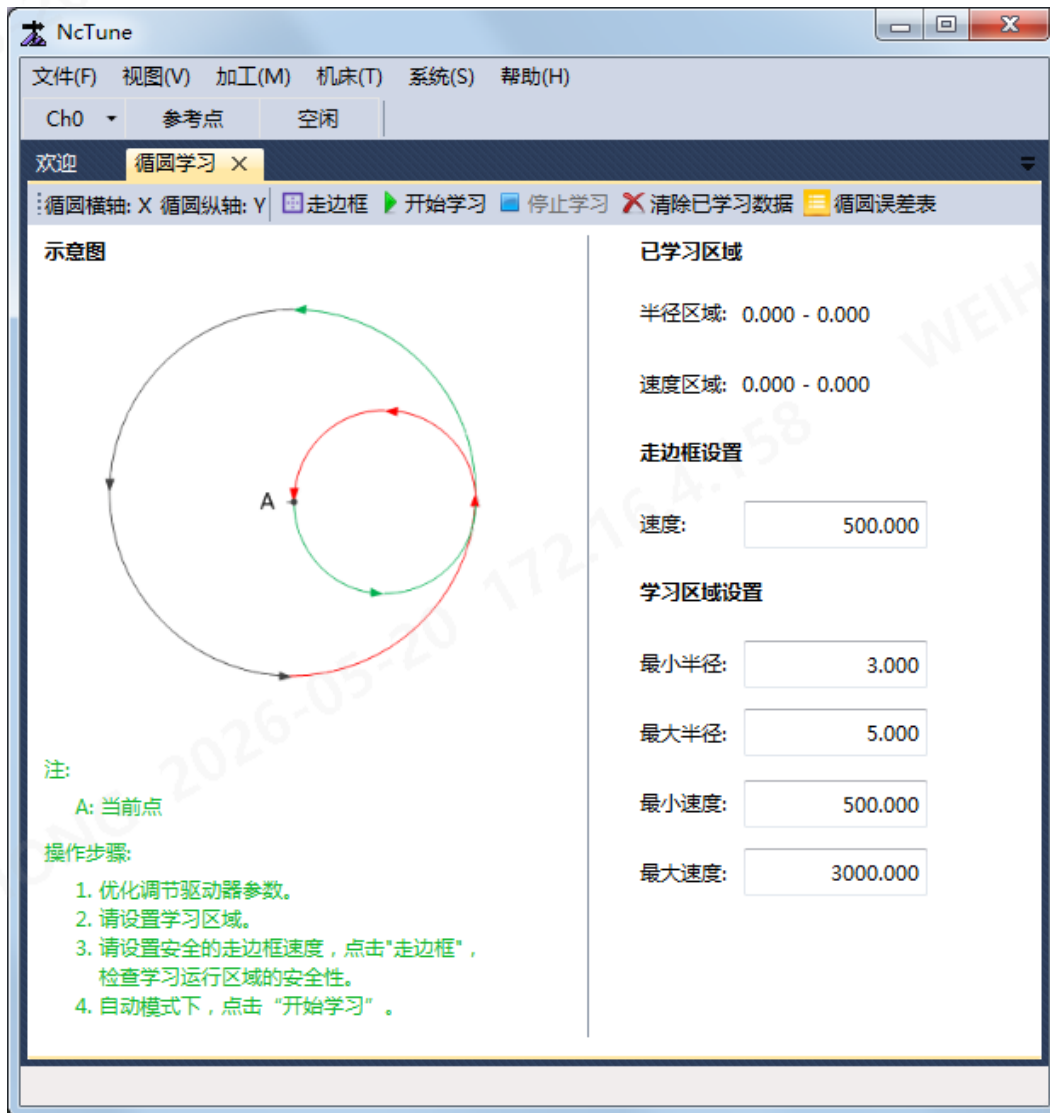 NcTune
文件(F) 视图(V) 加工(M) 机床(T) 系统(S) 帮助(H)
Ch0 参考点 空闲
欢迎 循圆学习
循圆横轴: X 循圆纵轴: Y 走边框 开始学习 停止学习 清除已学习数据 循圆误差表
示意图
A
注:
A: 当前点
操作步骤:
1. 优化调节驱动器参数。
2. 请设置学习区域。
3. 请设置安全的走边框速度，点击"走边框"，
检查学习运行区域的安全性。
4. 自动模式下，点击“开始学习”。
已学习区域
半径区域: 0.000 - 0.000
速度区域: 0.000 - 0.000
走边框设置
速度: 500.000
学习区域设置
最小半径: 3.000
最大半径: 5.000
最小速度: 500.000
最大速度: 3000.000
WEIH
ONG 2026-05-20 172.16.4.158